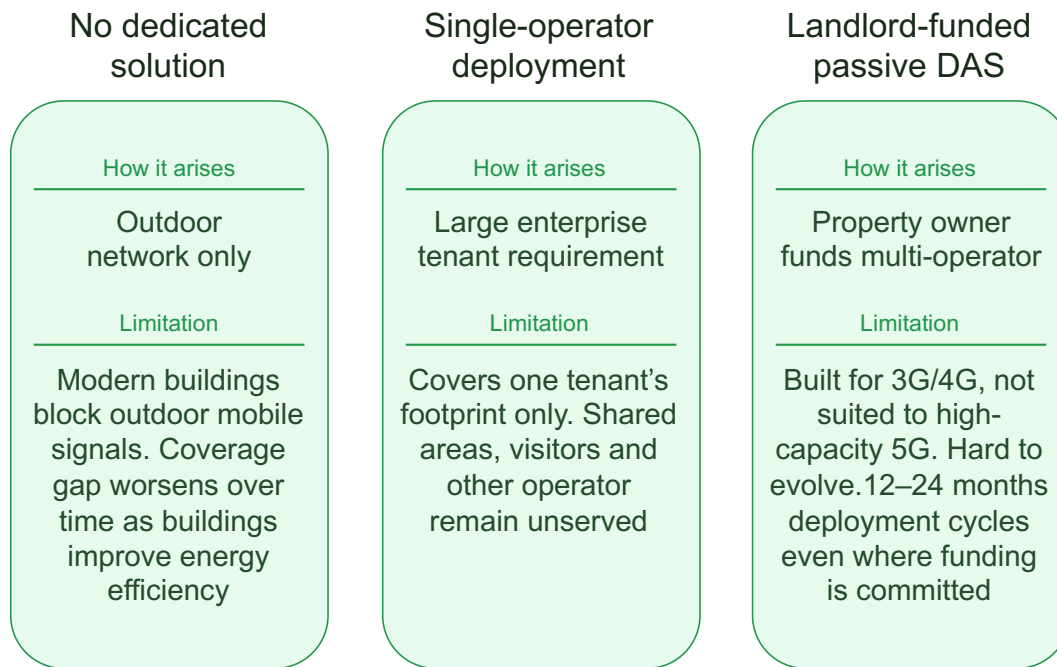 No dedicated
solution
How it arises
Outdoor
network only
Limitation
Modern buildings
block outdoor mobile
signals. Coverage
gap worsens over
time as buildings
improve energy
efficiency
Single-operator
deployment
How it arises
Large enterprise
tenant requirement
Limitation
Covers one tenant’s
footprint only. Shared
areas, visitors and
other operator
remain unserved
Landlord-funded
passive DAS
How it arises
Property owner
funds multi-operator
Limitation
Built for 3G/4G, not
suited to high-
capacity 5G. Hard to
evolve.12–24 months
deployment cycles
even where funding
is committed